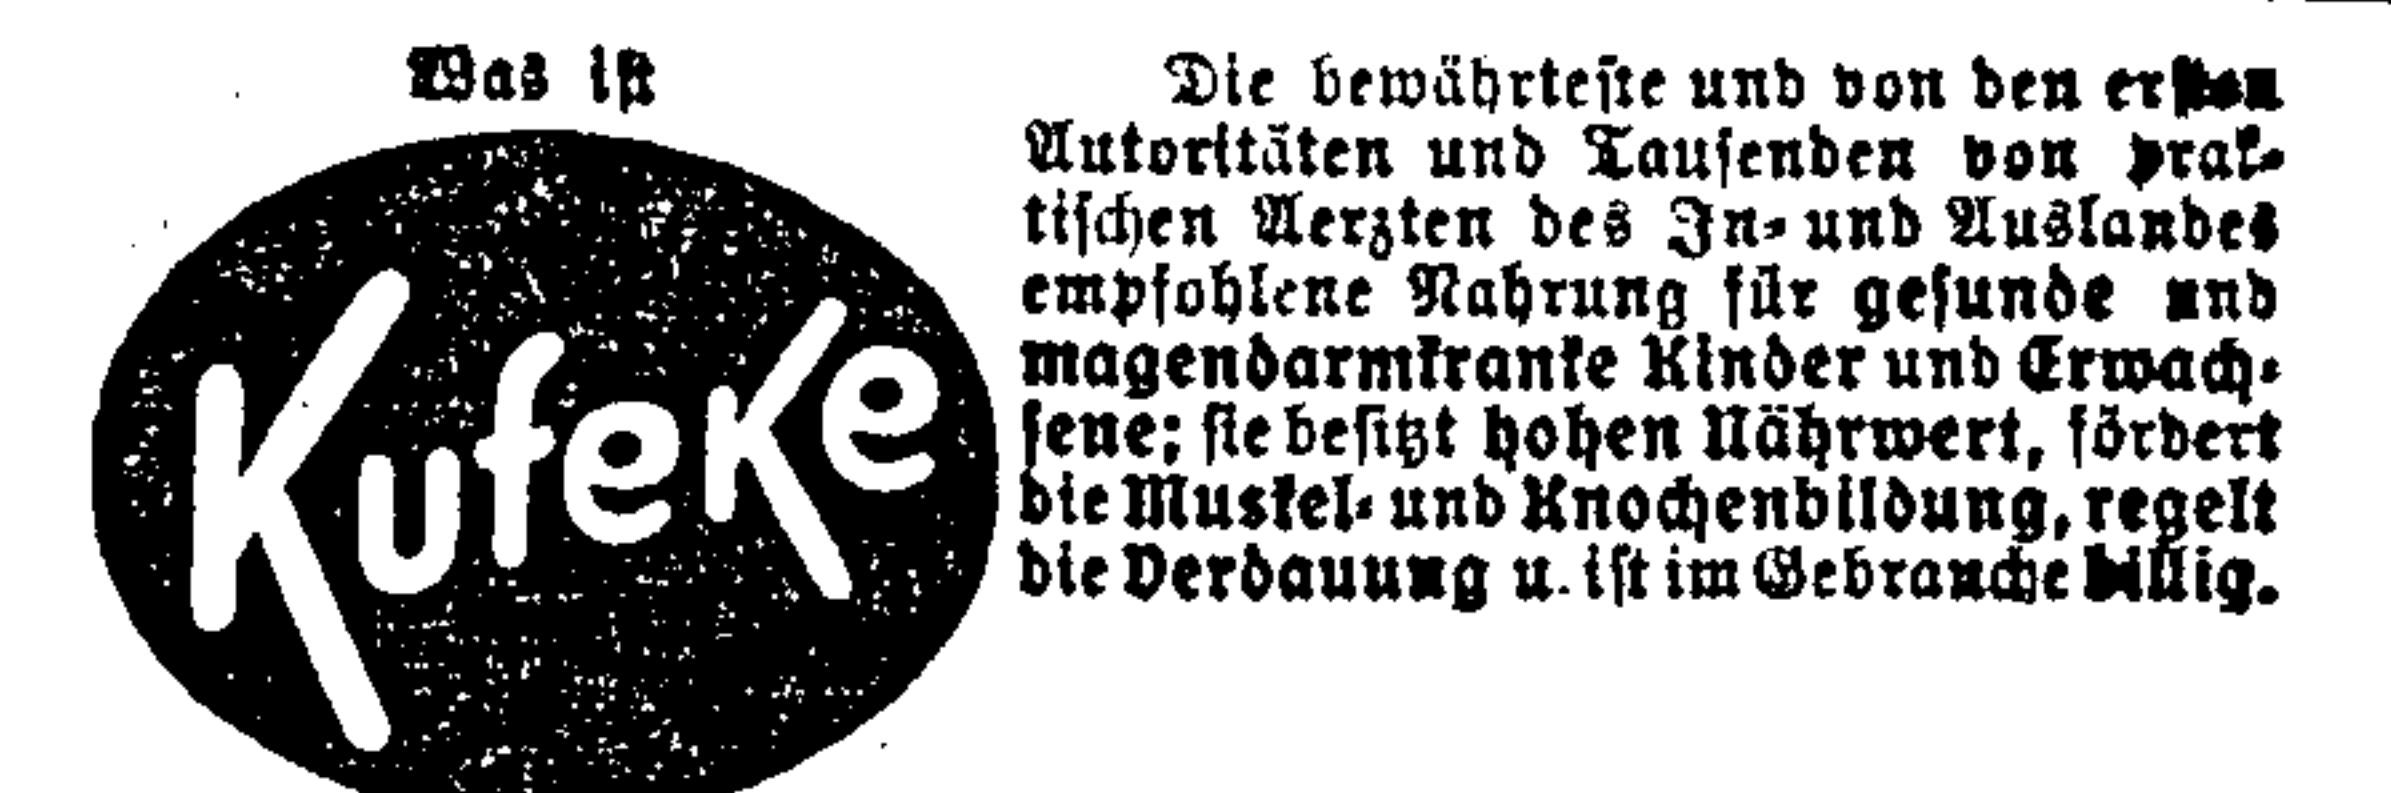 Was ist
Kufeke
Die bewährteste und von den ersten
Autoritäten und Tausenden von prak-
tischen Aerzten des In- und Auslandes
empfohlene Nahrung für gesunde und
magendarmkranke Kinder und Erwach-
sene; sie besitzt hohen Nährwert, fördert
die Muskel- und Knochenbildung, regelt
die Verdauung u. ist im Gebrauche billig.